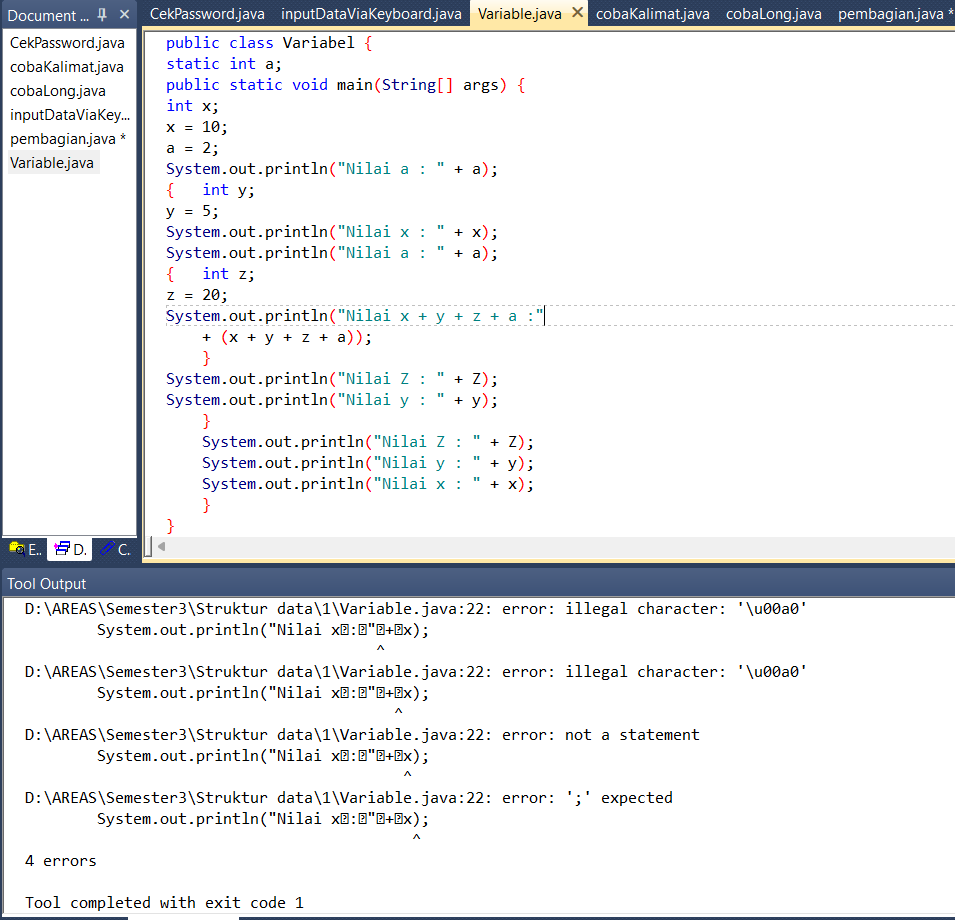 Document ...
CekPassword.java inputDataViaKeyboard.java Variable.java cobaKalimat.java cobaLong.java pembagian.java *
CekPassword.java
cobaKalimat.java
cobaLong.java
inputDataViaKey...
pembagian.java *
Variable.java
E.. D. C.
public class Variabel {
static int a;
public static void main(String[] args) {
int x;
x = 10;
a = 2;
System.out.println("Nilai a : " + a);
{ int y;
y = 5;
System.out.println("Nilai x : " + x);
System.out.println("Nilai a : " + a);
{ int z;
z = 20;
System.out.println("Nilai x + y + z + a :"
+ (x + y + z + a));
}
System.out.println("Nilai Z : " + Z);
System.out.println("Nilai y : " + y);
}
System.out.println("Nilai Z : " + Z);
System.out.println("Nilai y : " + y);
System.out.println("Nilai x : " + x);
}
}
Tool Output
D:\AREAS\Semester3\Struktur data\1\Variable.java:22: error: illegal character: '\u00a0'
System.out.println("Nilai x�:�"�+�x);
^
D:\AREAS\Semester3\Struktur data\1\Variable.java:22: error: illegal character: '\u00a0'
System.out.println("Nilai x�:�"�+�x);
^
D:\AREAS\Semester3\Struktur data\1\Variable.java:22: error: not a statement
System.out.println("Nilai x�:�"�+�x);
^
D:\AREAS\Semester3\Struktur data\1\Variable.java:22: error: ';' expected
System.out.println("Nilai x�:�"�+�x);
^
4 errors
Tool completed with exit code 1